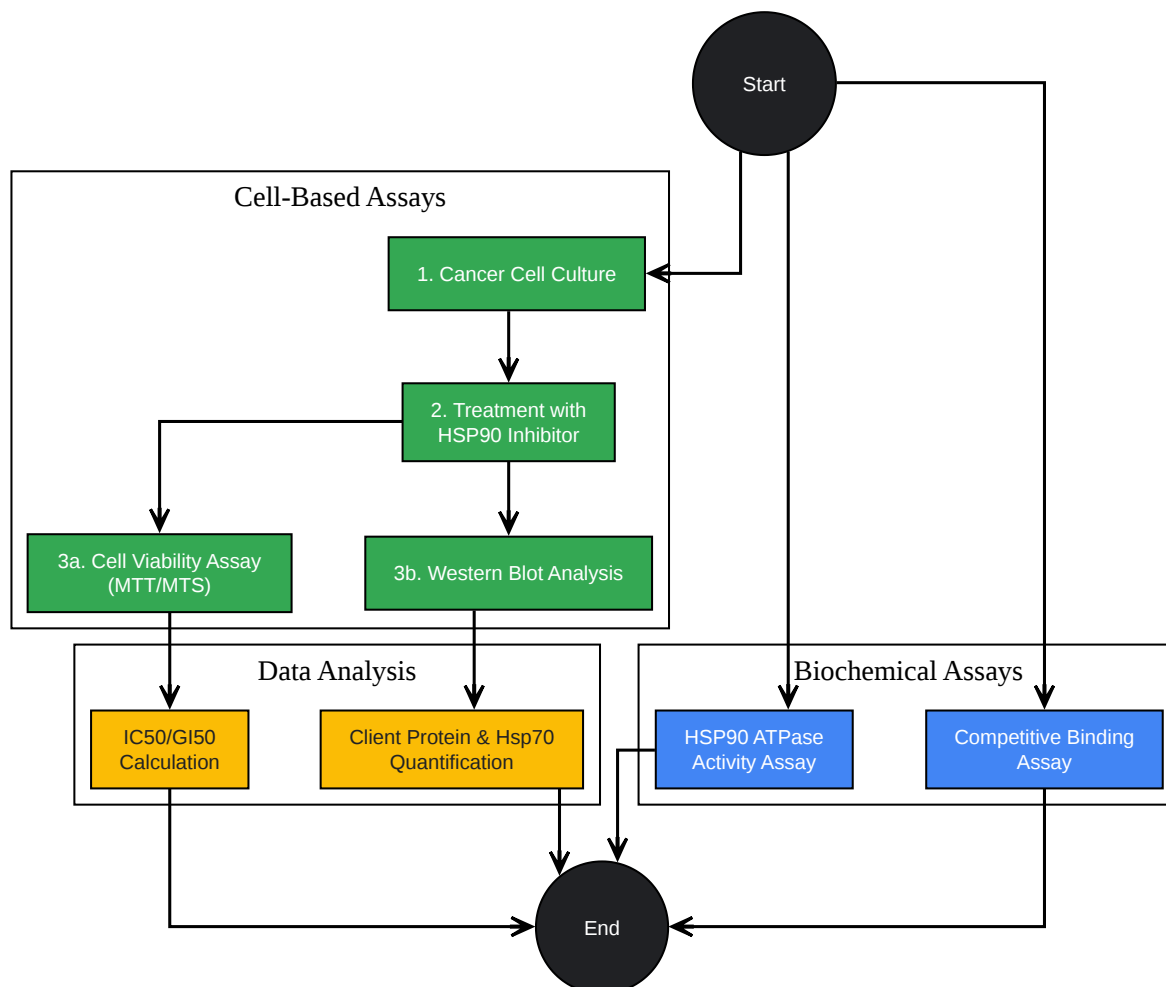 Start
Cell-Based Assays
1. Cancer Cell Culture
2. Treatment with
HSP90 Inhibitor
3a. Cell Viability Assay
(MTT/MTS)
3b. Western Blot Analysis
Data Analysis
IC50/GI50
Calculation
Client Protein & Hsp70
Quantification
Biochemical Assays
HSP90 ATPase
Activity Assay
Competitive Binding
Assay
End